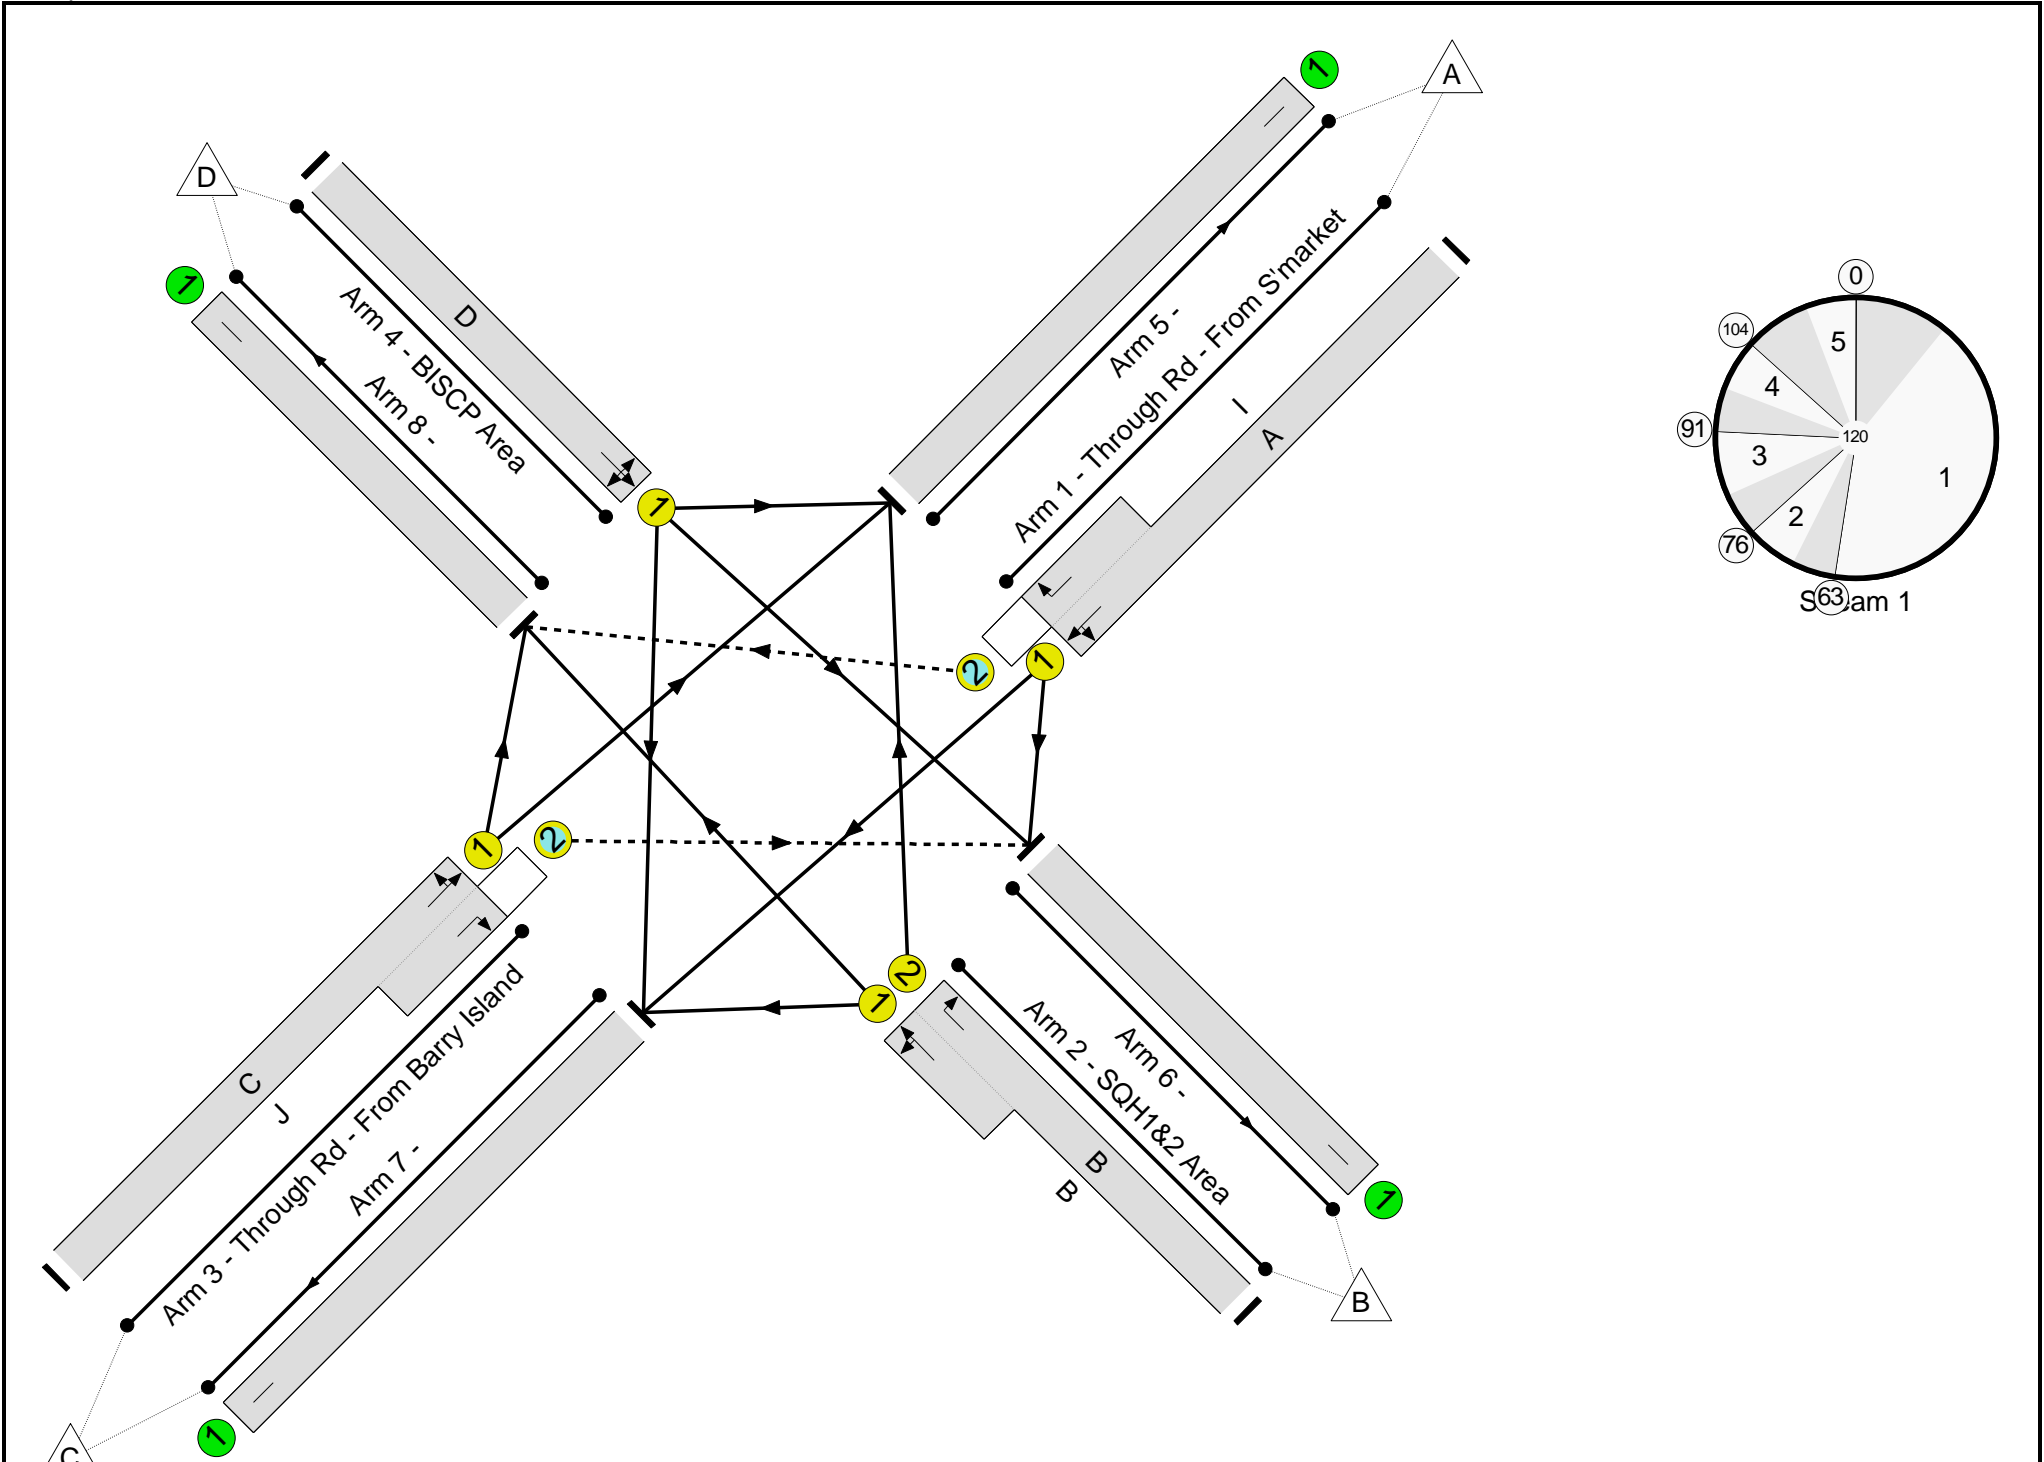 1
A
D
1
1
Arm 4 - BISCP Area
Arm 8 -
D
1
Arm 5 -
Arm 1 - Through Rd - From S'market
I
A
2
1
0
104
5
4
91
120
3
1
2
76
63
1
2
C
J
Arm 3 - Through Rd - From Barry Island
Arm 7 -
1
2
Arm 2 - SQH1&2 Area
Arm 6 -
B
B
1
B
1
C